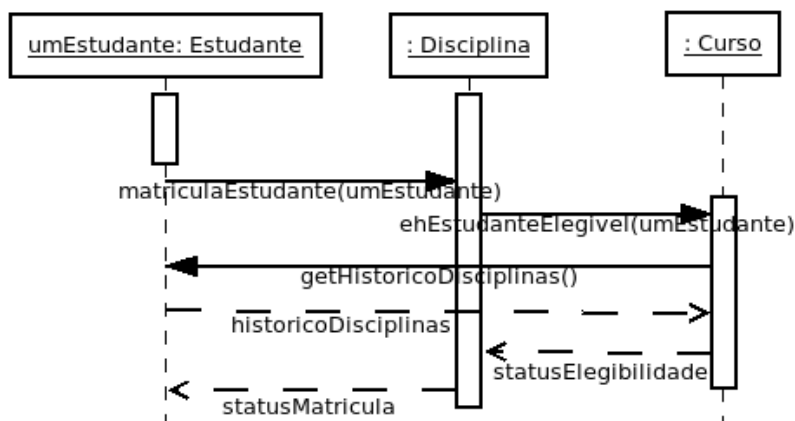 umEstudante: Estudante
: Disciplina
: Curso
matriculaEstudante(umEstudante)
ehEstudanteElegivel(umEstudante)
getHistoricoDisciplinas()
historicoDisciplinas
statusElegibilidade
statusMatricula